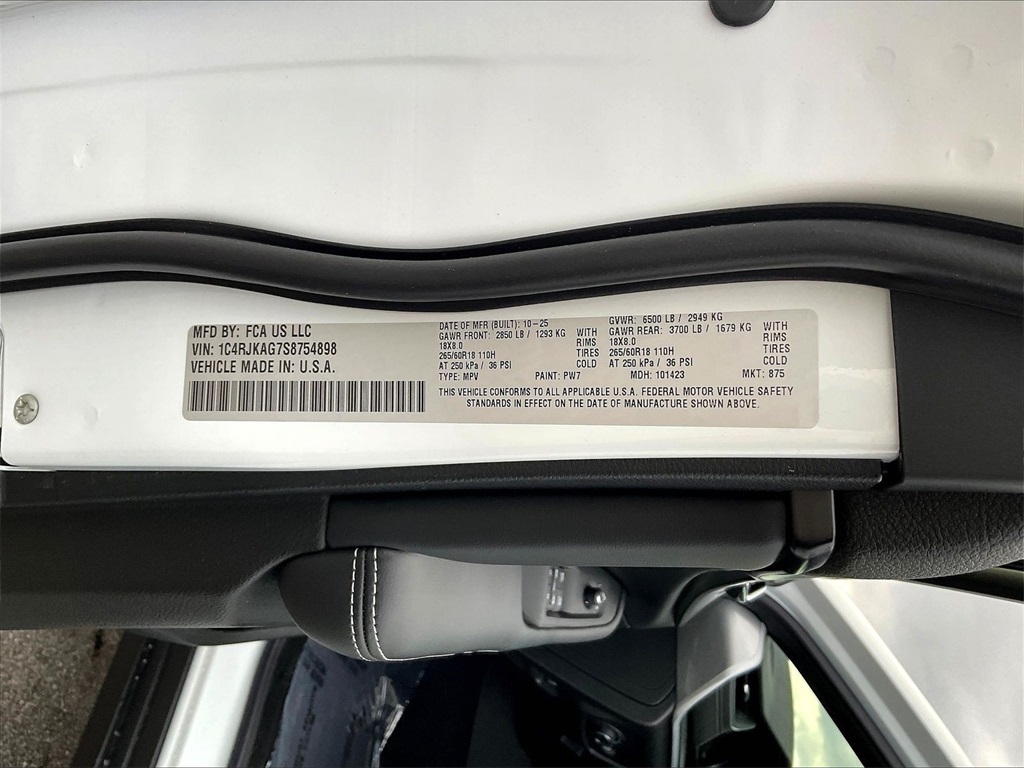 MFD BY: FCA US LLC
VIN: 1C4RJKAG7S8754898
VEHICLE MADE IN: U.S.A.
DATE OF MFR (BUILT): 10-25
GAWR FRONT: 2850 LB / 1293 KG WITH
18X8.0 RIMS
265/60R18 110H TIRES
AT 250 kPa / 36 PSI COLD
TYPE: MPV PAINT: PW7
GVWR: 6500 LB / 2949 KG
GAWR REAR: 3700 LB / 1679 KG WITH
18X8.0 RIMS
265/60R18 110H TIRES
AT 250 kPa / 36 PSI COLD
MDH: 101423 MKT: 875
THIS VEHICLE CONFORMS TO ALL APPLICABLE U.S.A. FEDERAL MOTOR VEHICLE SAFETY
STANDARDS IN EFFECT ON THE DATE OF MANUFACTURE SHOWN ABOVE.